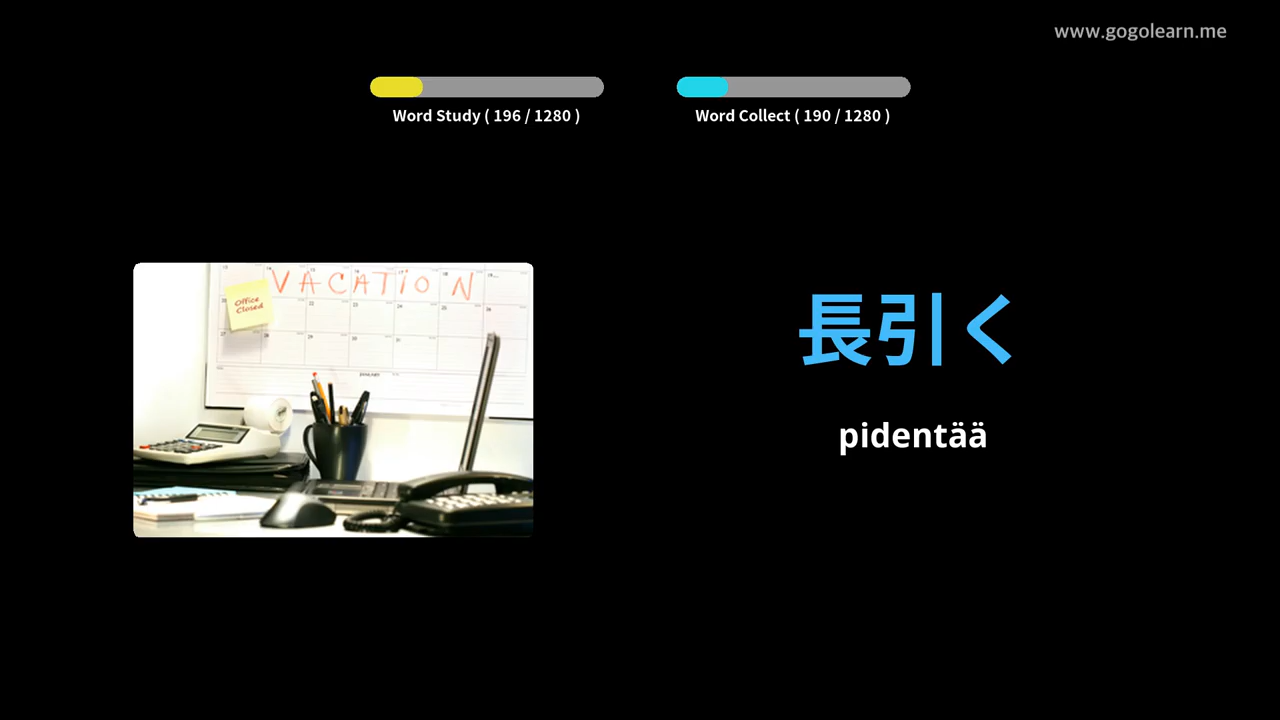 www.gogolearn.me
Word Study ( 196 / 1280 )
Word Collect ( 190 / 1280 )
VACATION
Office
Closed
長引く
pidentää